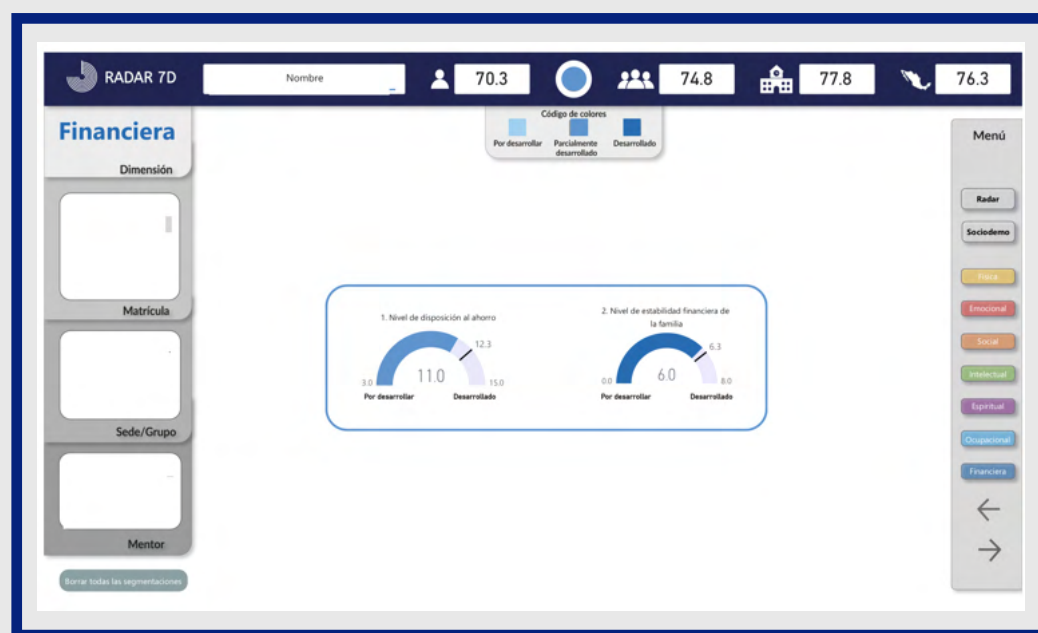 RADAR 7D
Nombre
70.3
74.8
77.8
76.3
Financiera
Dimensión
Código de colores
Por desarrollar
Parcialmente
desarrollado
Desarrollado
Menú
Radar
Sociodemo
Física
Emocional
Social
Intelectual
Espiritual
Ocupacional
Financiera
Matrícula
Sede/Grupo
Mentor
Borrar todas las segmentaciones
1. Nivel de disposición al ahorro
12.3
3.0
11.0
15.0
Por desarrollar
Desarrollado
2. Nivel de estabilidad financiera de
la familia
6.3
0.0
6.0
8.0
Por desarrollar
Desarrollado